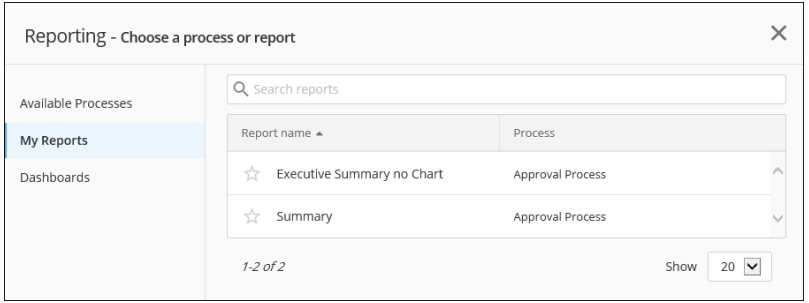 Reporting - Choose a process or report
Available Processes
My Reports
Dashboards
Search reports
Report name Process
Executive Summary no Chart Approval Process
Summary Approval Process
1-2 of 2 Show 20